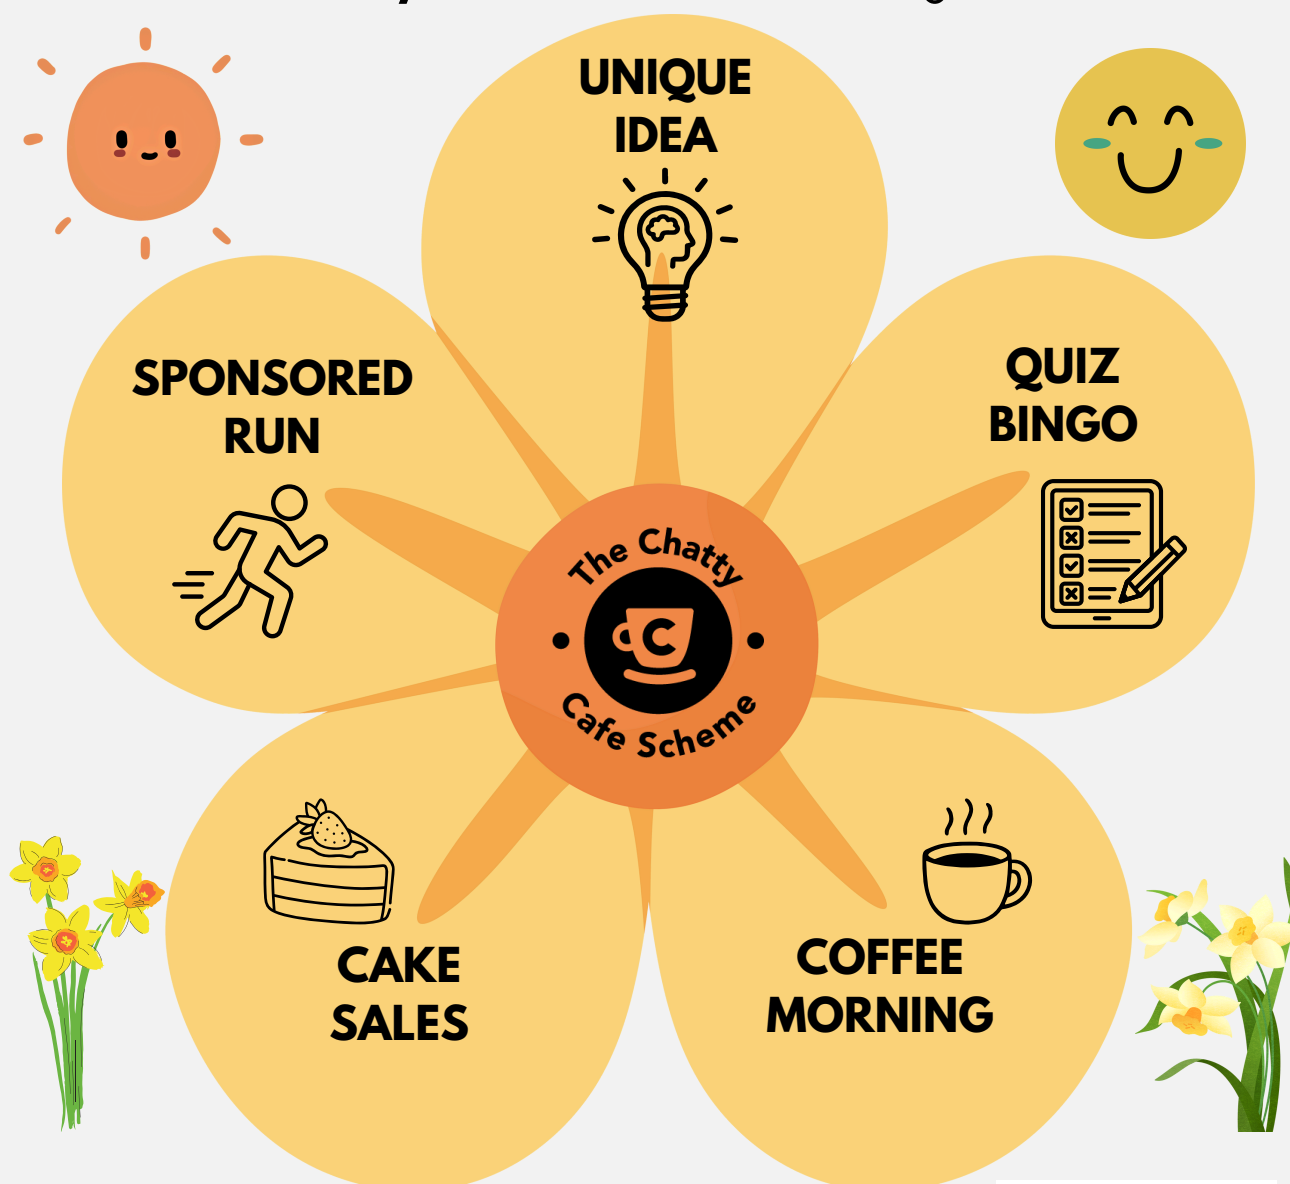 UNIQUE
IDEA
SPONSORED
RUN
QUIZ
BINGO
The Chatty
C
Cafe Scheme
CAKE
SALES
COFFEE
MORNING